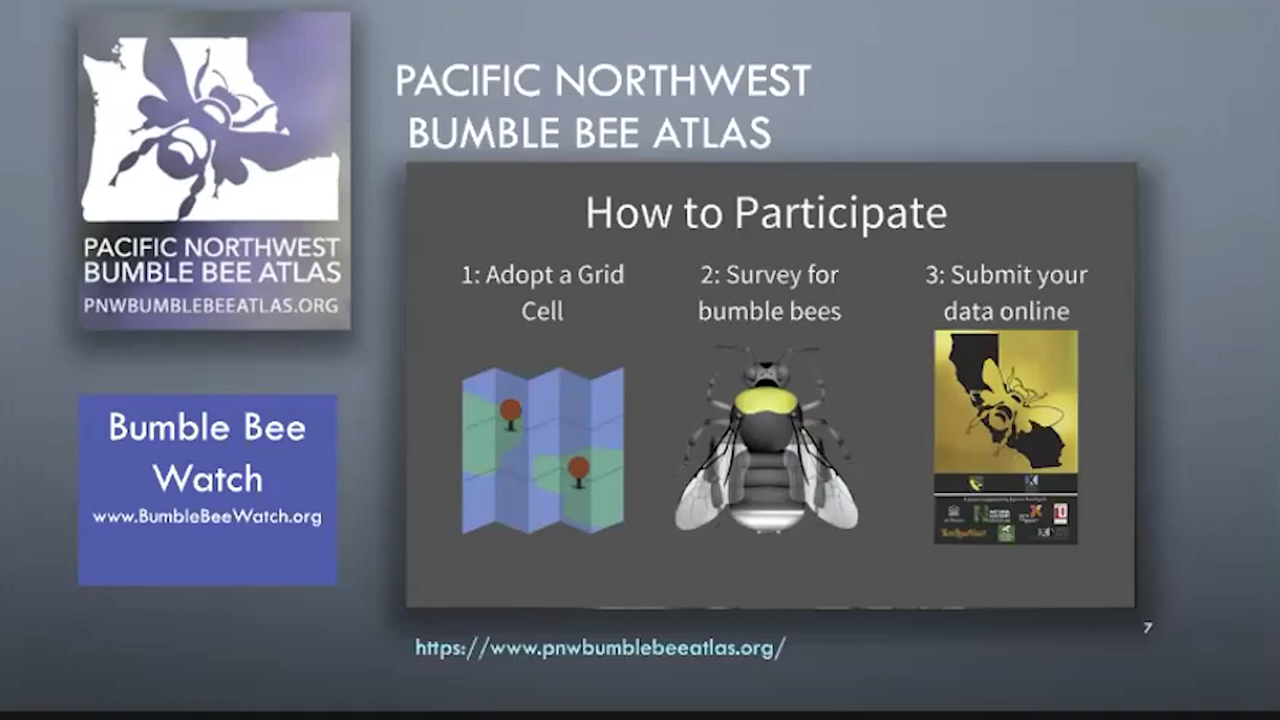 PACIFIC NORTHWEST
BUMBLE BEE ATLAS
PNWBUMBLEBEEATLAS.ORG
Bumble Bee
Watch
www.BumbleBeeWatch.org
PACIFIC NORTHWEST
BUMBLE BEE ATLAS
How to Participate
1: Adopt a Grid
Cell
2: Survey for
bumble bees
3: Submit your
data online
https://www.pnwbumblebeeatlas.org/
7